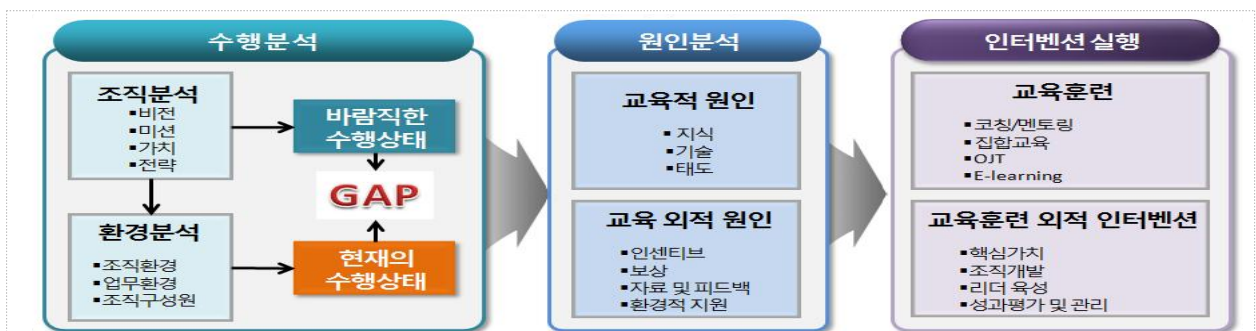 수행분석
조직분석
▪비전
▪미션
▪가치
▪전략
바람직한
수행상태
GAP
환경분석
▪조직환경
▪업무환경
▪조직구성원
현재의
수행상태
원인분석
교육적 원인
▪지식
▪기술
▪태도
교육 외적 원인
▪인센티브
▪보상
▪자료 및 피드백
▪환경적 지원
인터벤션 실행
교육훈련
▪코칭/멘토링
▪집합교육
▪OJT
▪E-learning
교육훈련 외적 인터벤션
▪핵심가치
▪조직개발
▪리더 육성
▪성과평가 및 관리